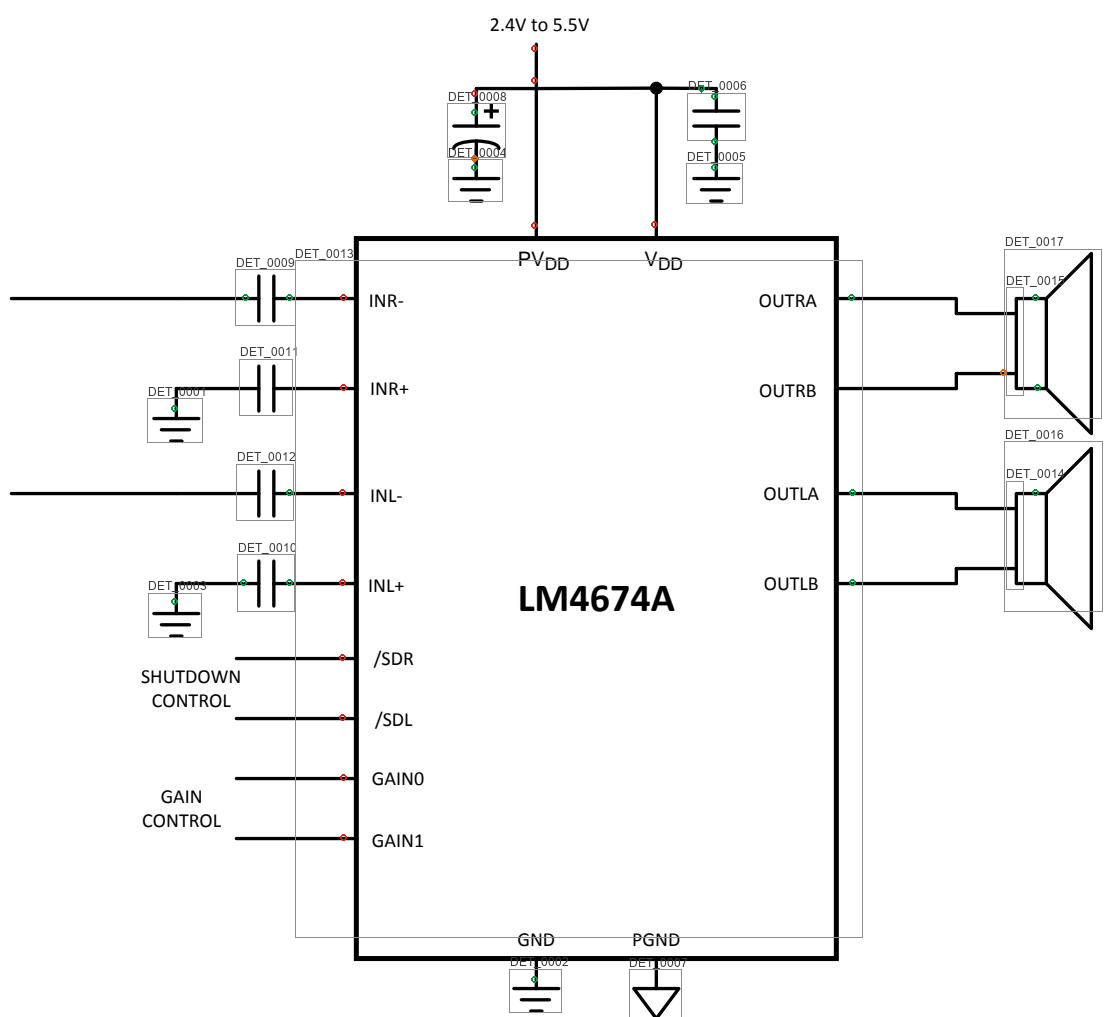 2.4V to 5.5V
DET_0008
+
DET_0006
DET_0004
DET_0005
PVDD
VDD
DET_0017
DET_0009
DET_0013
INR-
OUTRA
DET_0015
DET_0011
INR+
OUTRB
DET_0001
DET_0016
DET_0012
INL-
OUTLA
DET_0014
DET_0010
INL+
OUTLB
DET_0003
LM4674A
/SDR
SHUTDOWN
CONTROL
/SDL
GAIN0
GAIN
CONTROL
GAIN1
GND
PGND
DET_0002
DET_0007